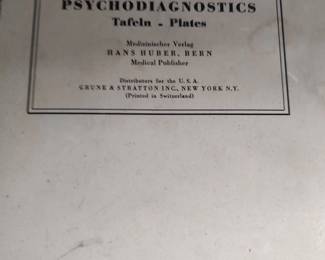 PSYCHODIAGNOSTICS
Tafeln - Plates
Medizinischer Verlag
HANS HUBER, BERN
Medical Publisher
Distributors for the U. S. A.
GRUNE & STRATTON INC., NEW YORK N.Y.
(Printed in Switzerland)